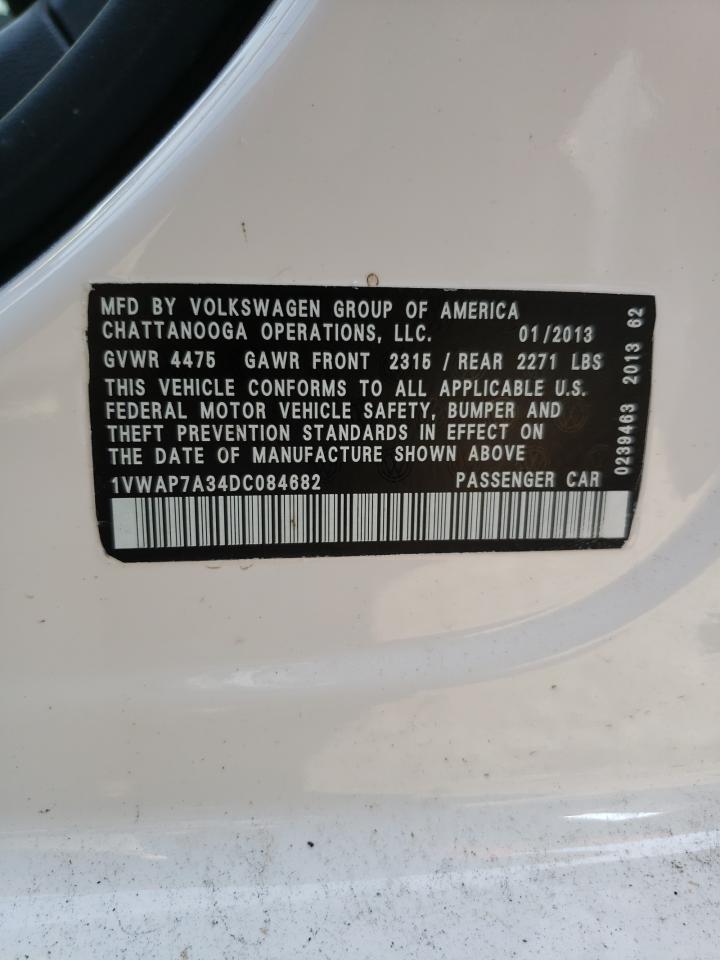 MFD BY VOLKSWAGEN GROUP OF AMERICA
CHATTANOOGA OPERATIONS, LLC. 01/2013
GVWR 4475 GAWR FRONT 2315 / REAR 2271 LBS
THIS VEHICLE CONFORMS TO ALL APPLICABLE U.S.
FEDERAL MOTOR VEHICLE SAFETY, BUMPER AND
THEFT PREVENTION STANDARDS IN EFFECT ON
THE DATE OF MANUFACTURE SHOWN ABOVE
1VWAP7A34DC084682 PASSENGER CAR
0239463 2013 62